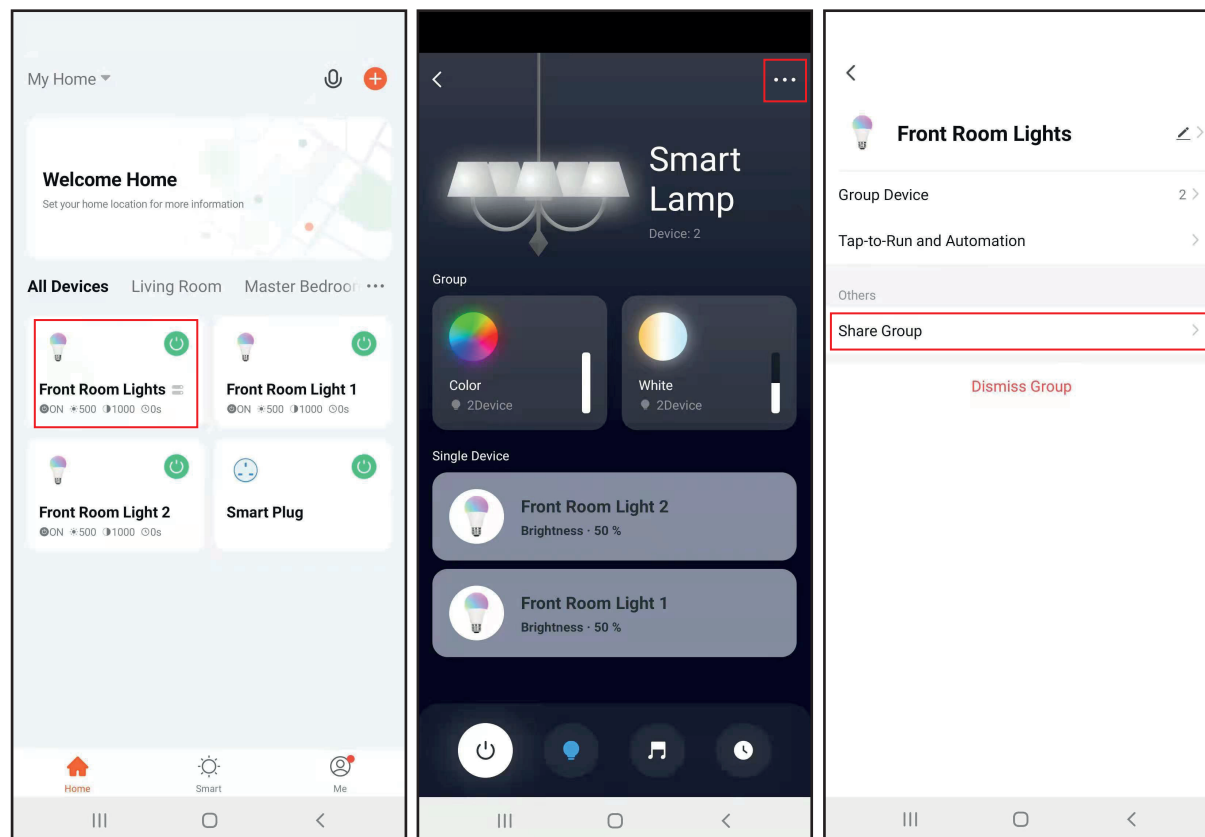 My Home
Welcome Home
Set your home location for more information
All Devices Living Room Master Bedroor
Front Room Lights
ON 500 1000 0s
Front Room Light 1
ON 500 1000 0s
Front Room Light 2
ON 500 1000 0s
Smart Plug
Home Smart Me
Smart
Lamp
Device: 2
Group
Color
2Device
White
2Device
Single Device
Front Room Light 2
Brightness · 50 %
Front Room Light 1
Brightness · 50 %
Front Room Lights
Group Device 2
Tap-to-Run and Automation
Others
Share Group
Dismiss Group